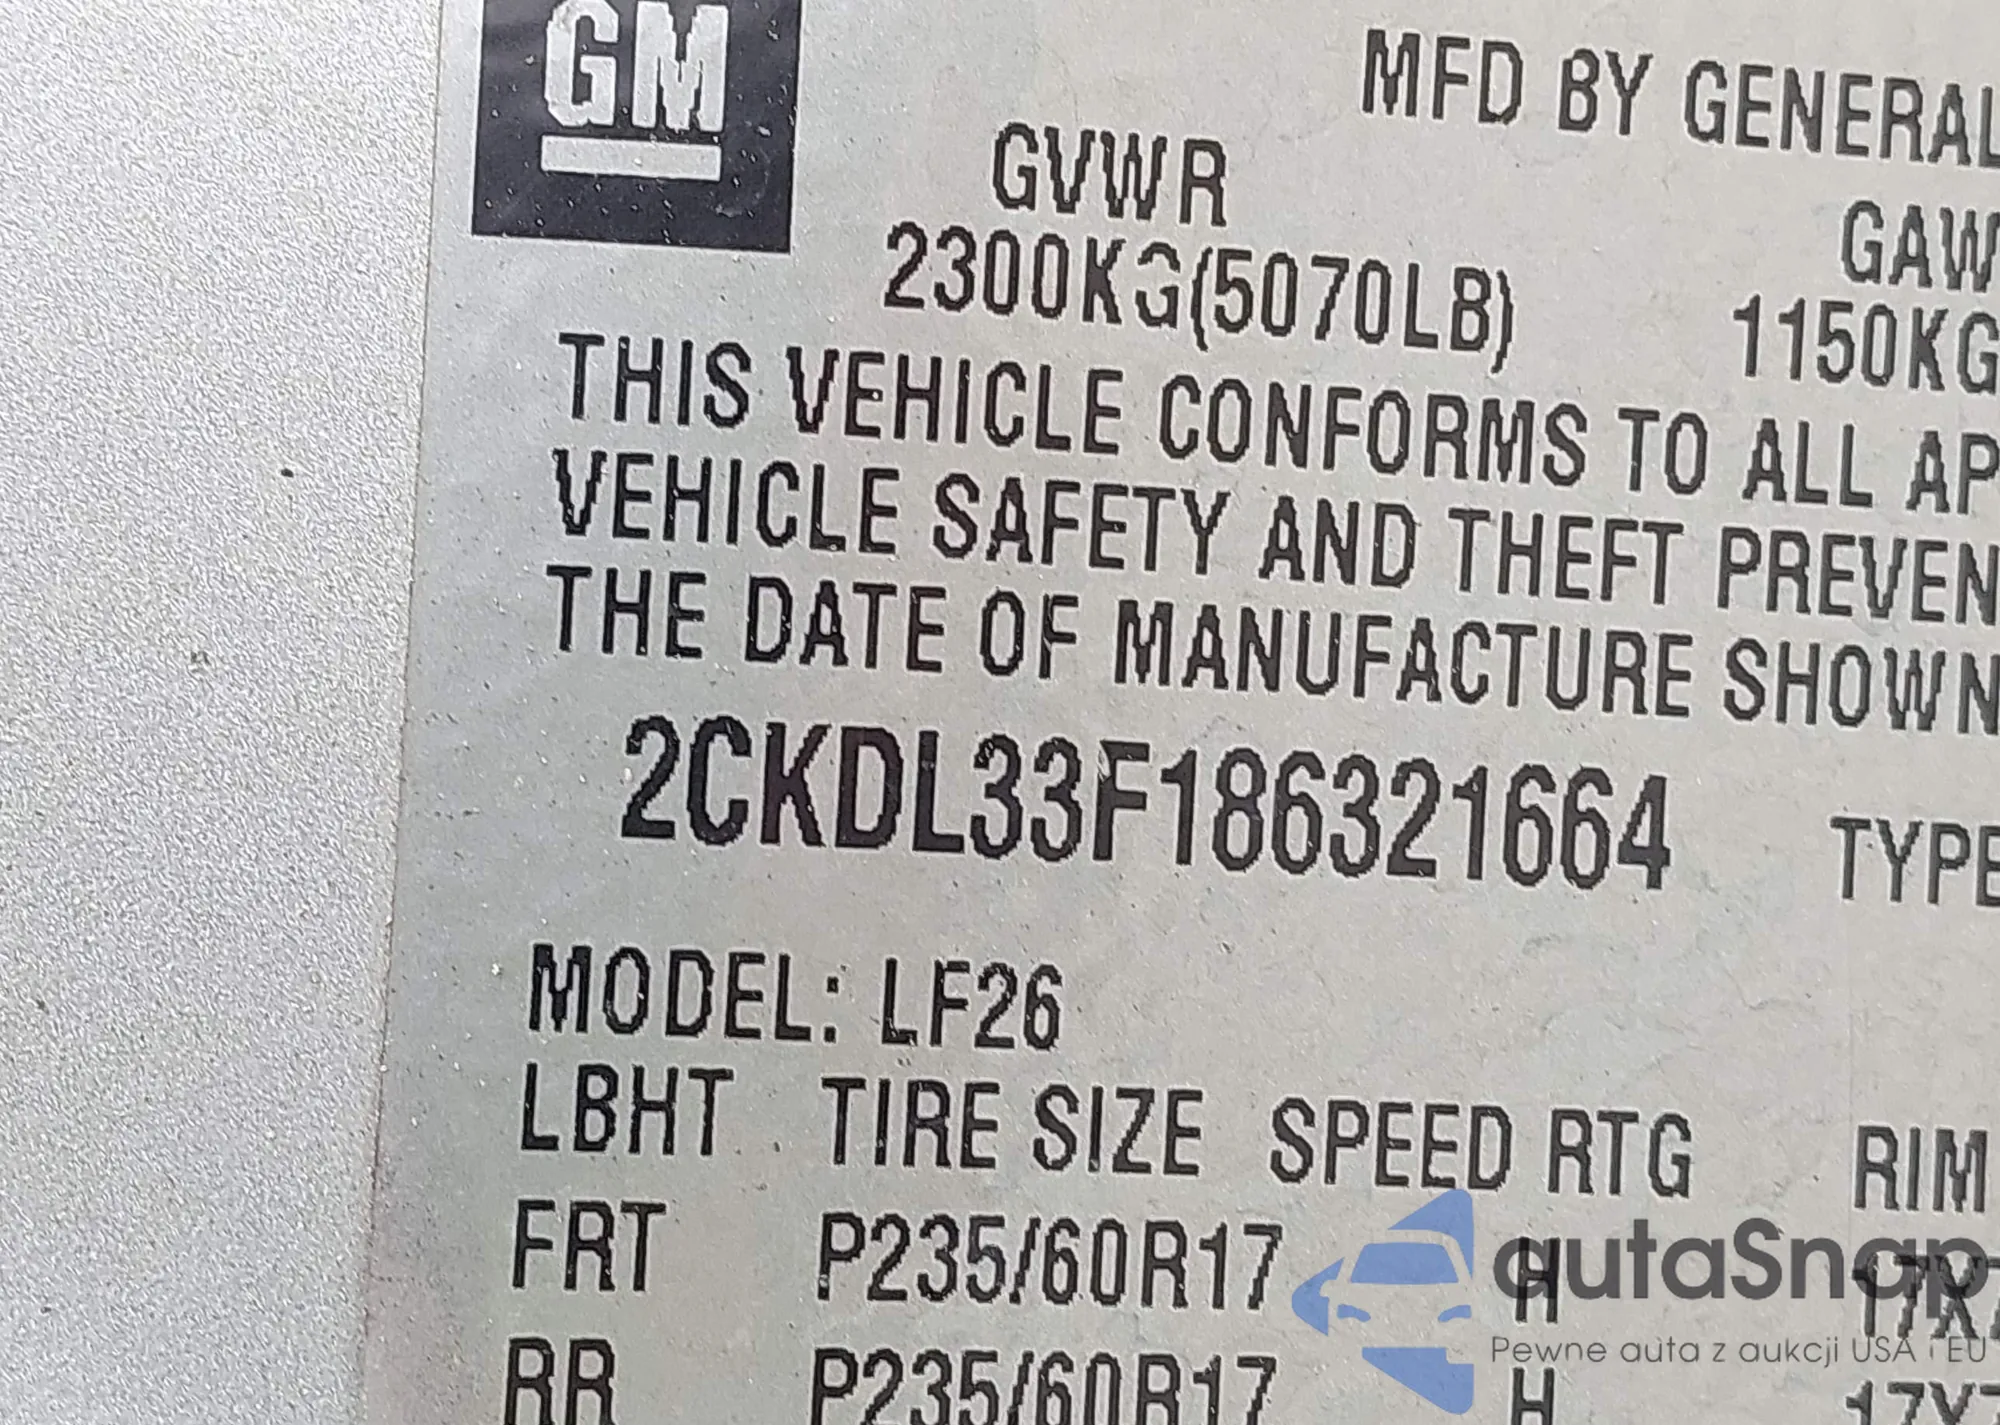 GM
MFD BY GENERAL
GVWR
GAW
2300KG(5070LB)
1150KG
THIS VEHICLE CONFORMS TO ALL AP
VEHICLE SAFETY AND THEFT PREVEN
THE DATE OF MANUFACTURE SHOWN
2CKDL33F186321664
TYPE
MODEL: LF26
LBHT TIRE SIZE SPEED RTG RIM
FRT P235/60R17 H 17X7
RR P235/60R17 H 17X7
autaSnap
Pewne auta z aukcji USA i EU